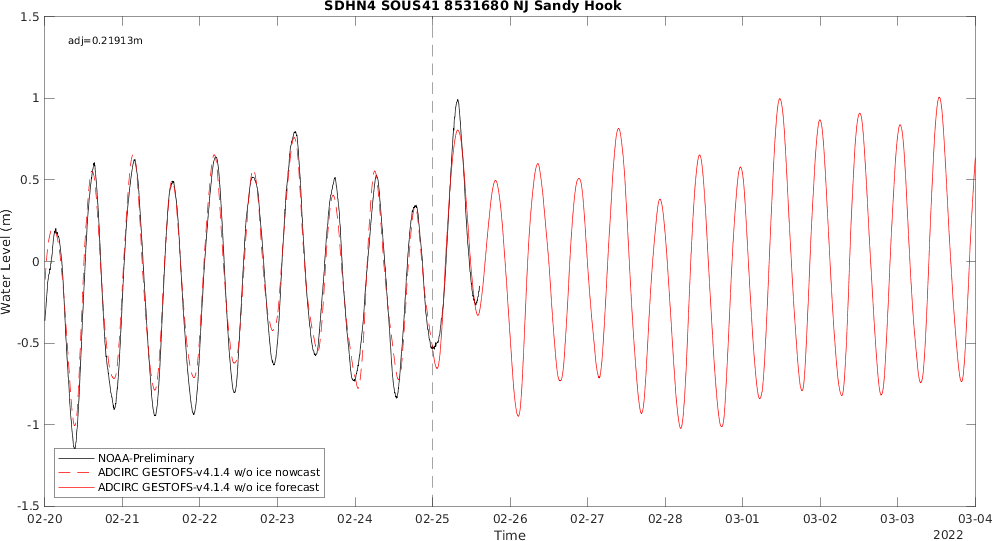 SDHN4 SOUS41 8531680 NJ Sandy Hook
1.5
adj=0.21913m
1
0.5
0
Water Level (m)
-0.5
-1
NOAA-Preliminary
ADCIRC GESTOFS-v4.1.4 w/o ice nowcast
ADCIRC GESTOFS-v4.1.4 w/o ice forecast
-1.5
02-20 02-21 02-22 02-23 02-24 02-25 02-26 02-27 02-28 03-01 03-02 03-03 03-04
Time 2022